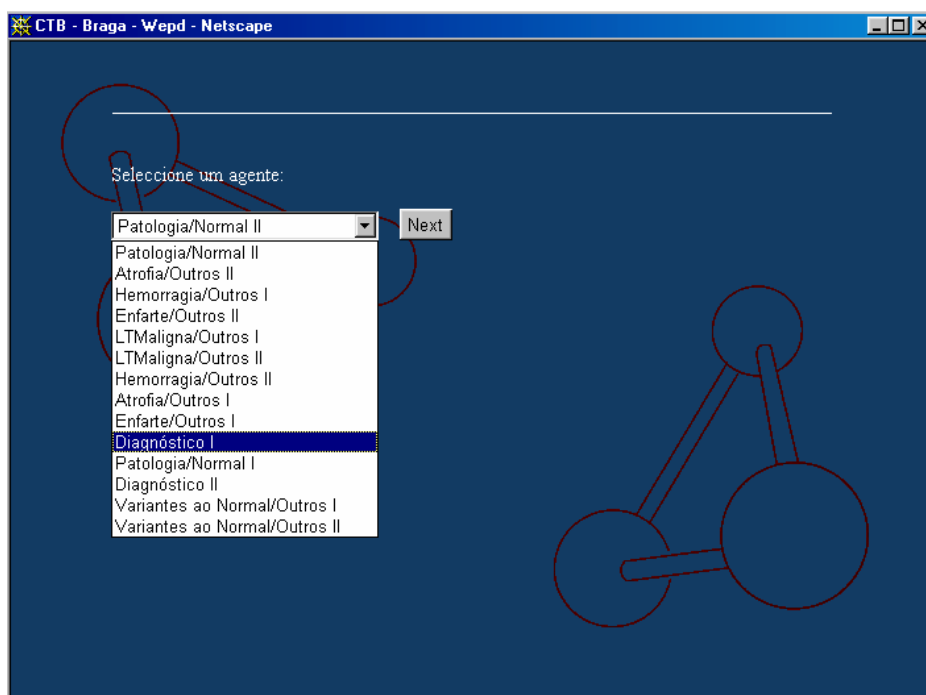 CTB - Braga - Wepd - Netscape
Seleccione um agente:
Patologia/Normal II
Next
Patologia/Normal II
Atrofia/Outros II
Hemorragia/Outros I
Enfarte/Outros II
LTMaligna/Outros I
LTMaligna/Outros II
Hemorragia/Outros II
Atrofia/Outros I
Enfarte/Outros I
Diagnóstico I
Patologia/Normal I
Diagnóstico II
Variantes ao Normal/Outros I
Variantes ao Normal/Outros II